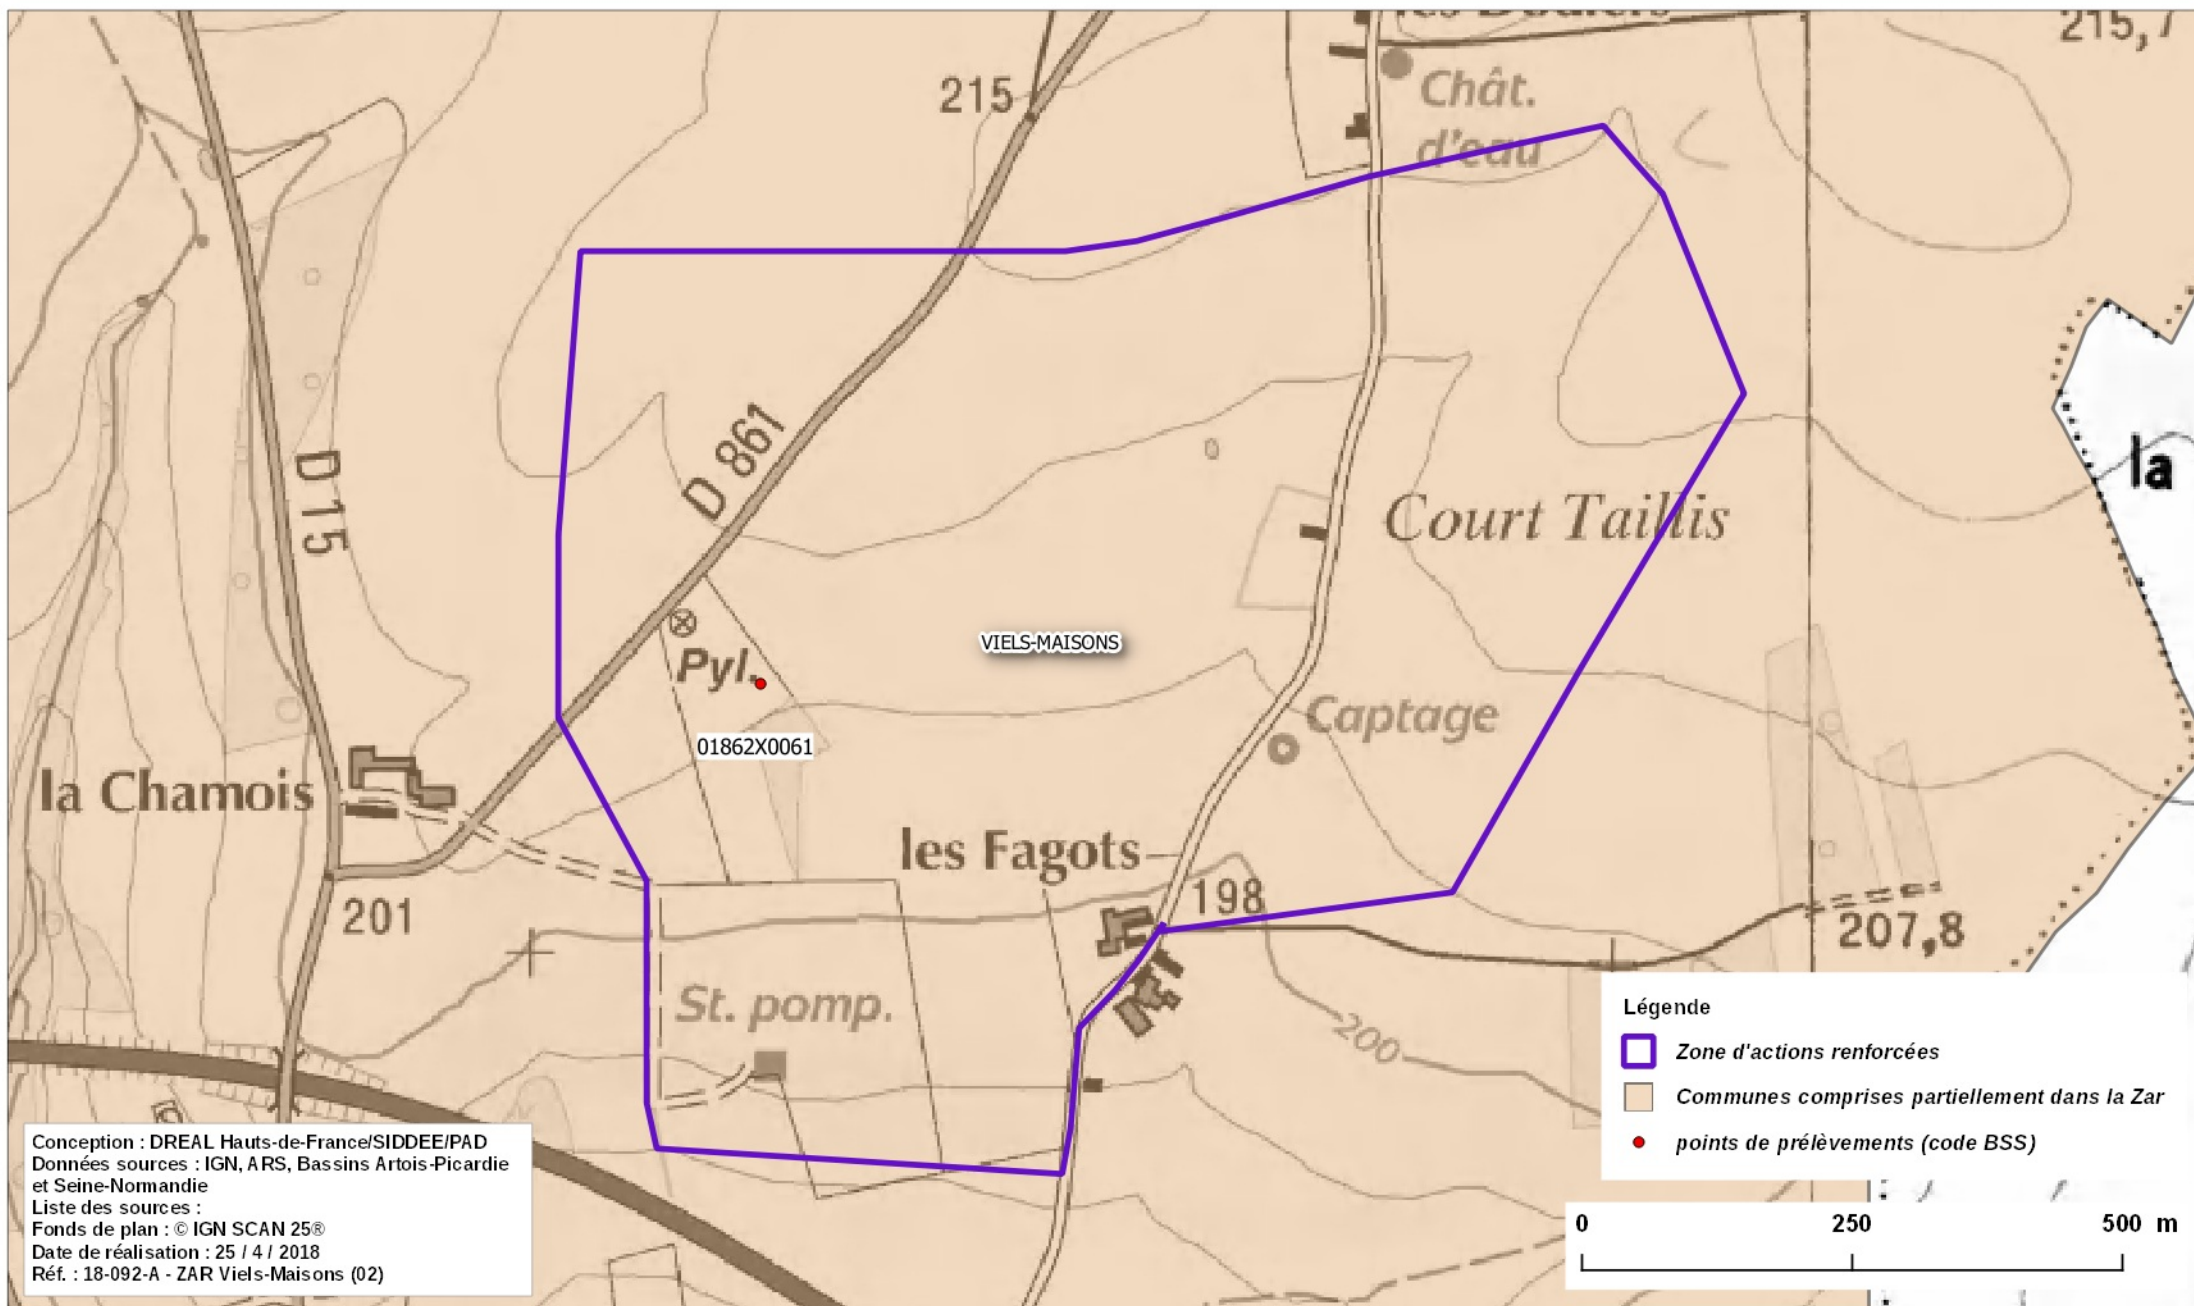 215,7
215
Chât.
d'eau
D 861
D 15
la
Court Taillis
VIELS-MAISONS
Pyl.
Captage
01862X0061
la Chamois
les Fagots
198
201
207,8
St. pomp.
200
Légende
Zone d'actions renforcées
Communes comprises partiellement dans la Zar
points de prélèvements (code BSS)
Conception : DREAL Hauts-de-France/SIDDEE/PAD
Données sources : IGN, ARS, Bassins Artois-Picardie
et Seine-Normandie
Liste des sources :
Fonds de plan : © IGN SCAN 25®
Date de réalisation : 25 / 4 / 2018
Réf. : 18-092-A - ZAR Viels-Maisons (02)
0 250 500 m